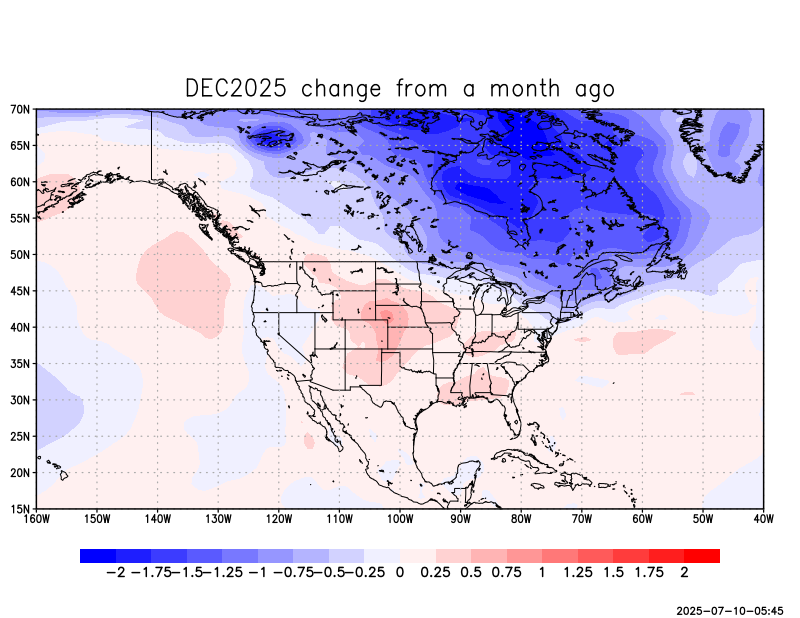 DEC2025 change from a month ago
70N
65N
60N
55N
50N
45N
40N
35N
30N
25N
20N
15N
160W 150W 140W 130W 120W 110W 100W 90W 80W 70W 60W 50W 40W
−2 −1.75 −1.5 −1.25 −1 −0.75 −0.5 −0.25 0 0.25 0.5 0.75 1 1.25 1.5 1.75 2
2025-07-10-05:45